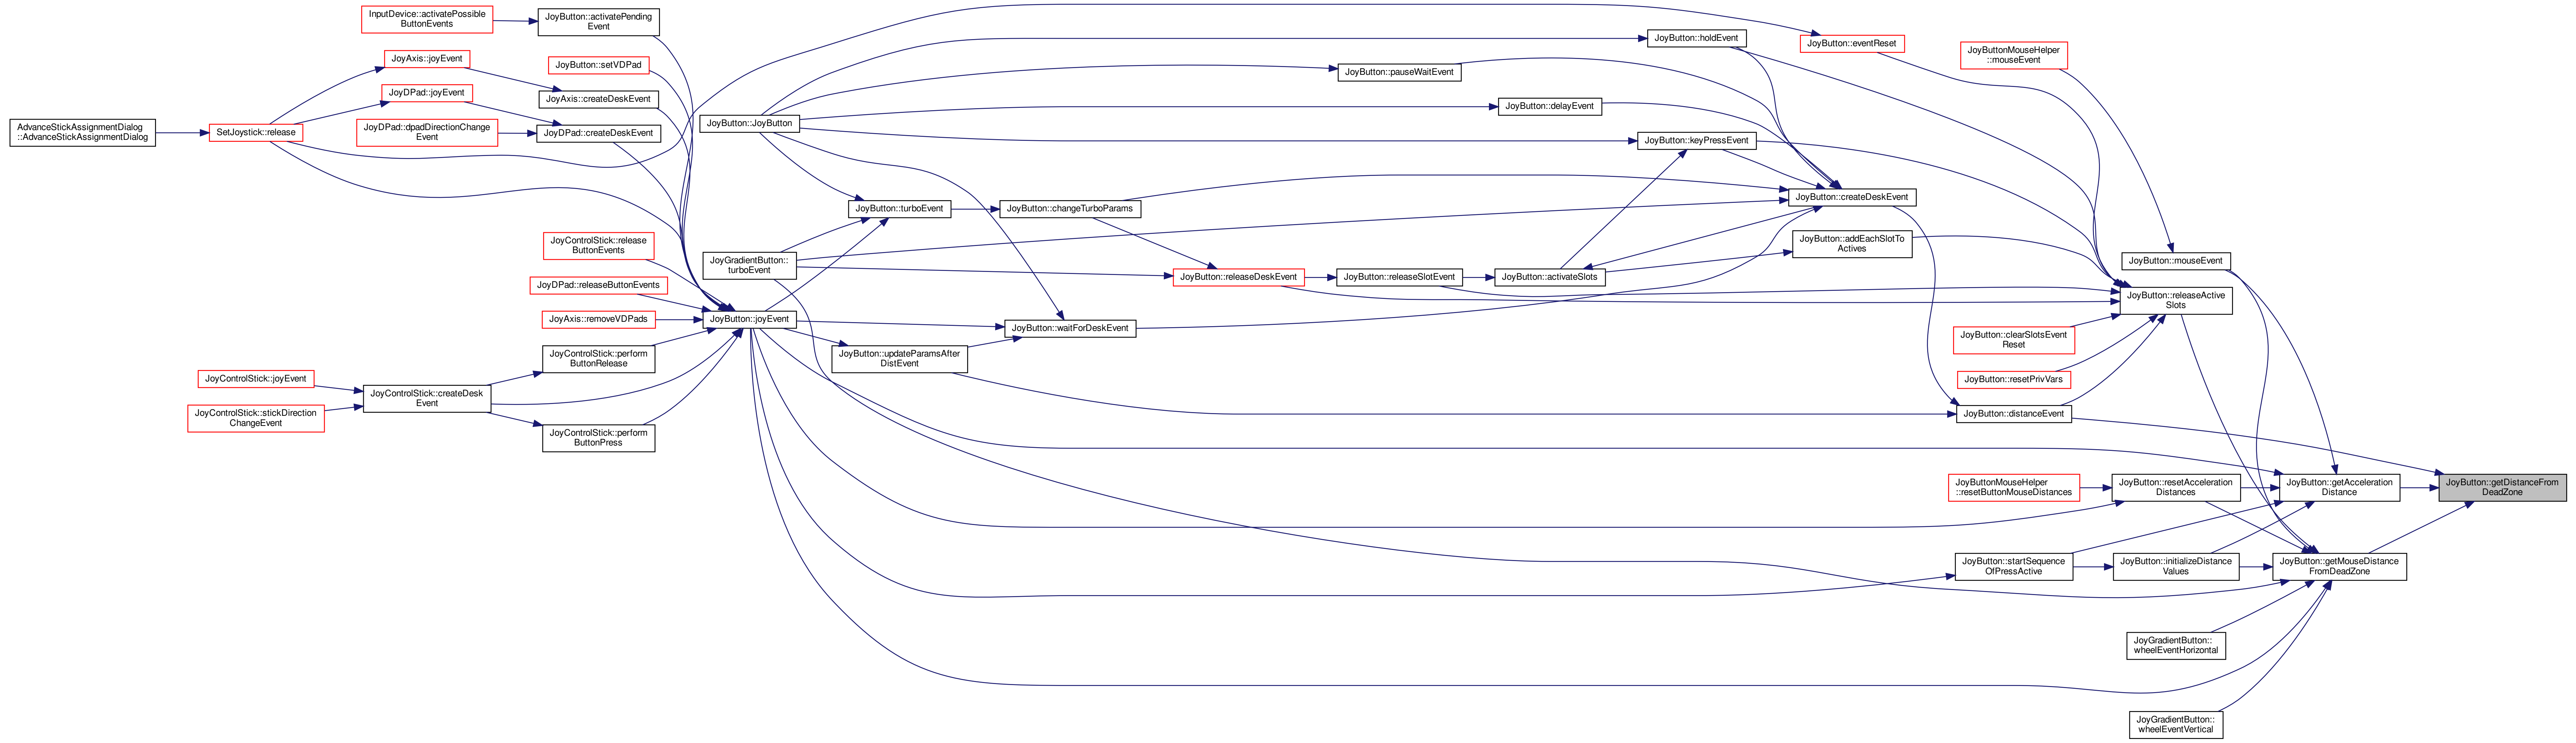 InputDevice::activatePossible
ButtonEvents
JoyButton::activatePending
Event
JoyButton::holdEvent
JoyButton::eventReset
JoyButtonMouseHelper
::mouseEvent
JoyAxis::joyEvent
JoyButton::setVDPad
JoyButton::pauseWaitEvent
JoyDPad::joyEvent
JoyAxis::createDeskEvent
JoyButton::delayEvent
AdvanceStickAssignmentDialog
::AdvanceStickAssignmentDialog
SetJoystick::release
JoyDPad::dpadDirectionChange
Event
JoyDPad::createDeskEvent
JoyButton::JoyButton
JoyButton::keyPressEvent
JoyButton::turboEvent
JoyButton::changeTurboParams
JoyButton::createDeskEvent
JoyControlStick::release
ButtonEvents
JoyGradientButton::
turboEvent
JoyButton::addEachSlotTo
Actives
JoyButton::mouseEvent
JoyDPad::releaseButtonEvents
JoyButton::releaseDeskEvent
JoyButton::releaseSlotEvent
JoyButton::activateSlots
JoyButton::releaseActive
Slots
JoyAxis::removeVDPads
JoyButton::joyEvent
JoyButton::waitForDeskEvent
JoyButton::clearSlotsEvent
Reset
JoyControlStick::perform
ButtonRelease
JoyButton::updateParamsAfter
DistEvent
JoyControlStick::joyEvent
JoyButton::resetPrivVars
JoyControlStick::createDesk
Event
JoyControlStick::stickDirection
ChangeEvent
JoyButton::distanceEvent
JoyControlStick::perform
ButtonPress
JoyButtonMouseHelper
::resetButtonMouseDistances
JoyButton::resetAcceleration
Distances
JoyButton::getAcceleration
Distance
JoyButton::getDistanceFrom
DeadZone
JoyButton::startSequence
OfPressActive
JoyButton::initializeDistance
Values
JoyButton::getMouseDistance
FromDeadZone
JoyGradientButton::
wheelEventHorizontal
JoyGradientButton::
wheelEventVertical